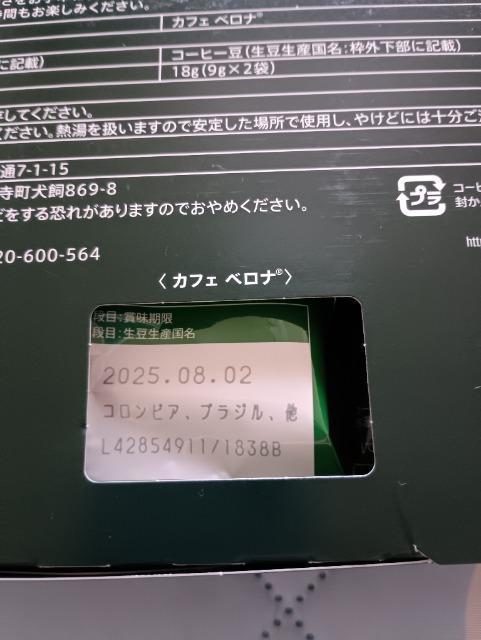 時間もお楽しみください。
カフェ ベロナ®
に記載)
コーヒー豆(生豆生産国名:枠外下部に記載)
18g(9g×2袋)
してください。
ください。熱湯を扱いますので安定した場所で使用し、やけどには十分ご
通7-1-15
寺町犬飼869-8
をする恐れがありますのでおやめください。
プラ
コーヒ
封か
20-600-564
htt
〈 カフェ ベロナ® 〉
段目:賞味期限
段目:生豆生産国名
2025.08.02
コロンビア、ブラジル、他
L42854911/1838B